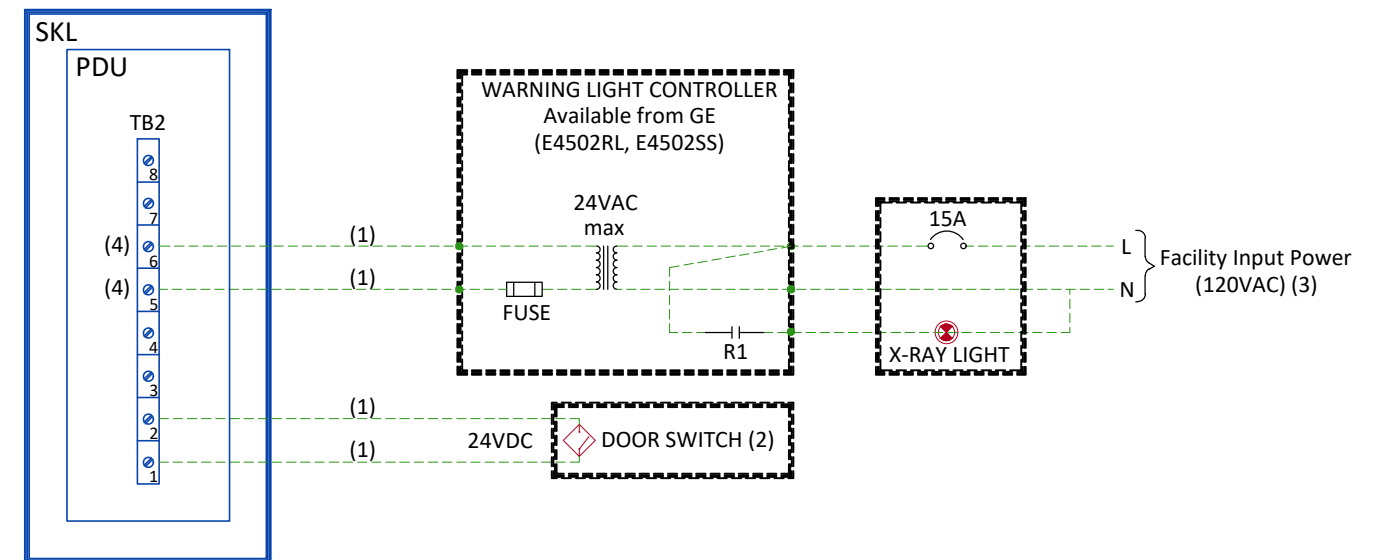 SKL
PDU
TB2
8
7
(4) 6
(4) 5
4
3
2
1
(1)
(1)
(1)
(1)
WARNING LIGHT CONTROLLER
Available from GE
(E4502RL, E4502SS)
24VAC
max
FUSE
R1
24VDC
DOOR SWITCH (2)
15A
X-RAY LIGHT
L
N
Facility Input Power
(120VAC) (3)